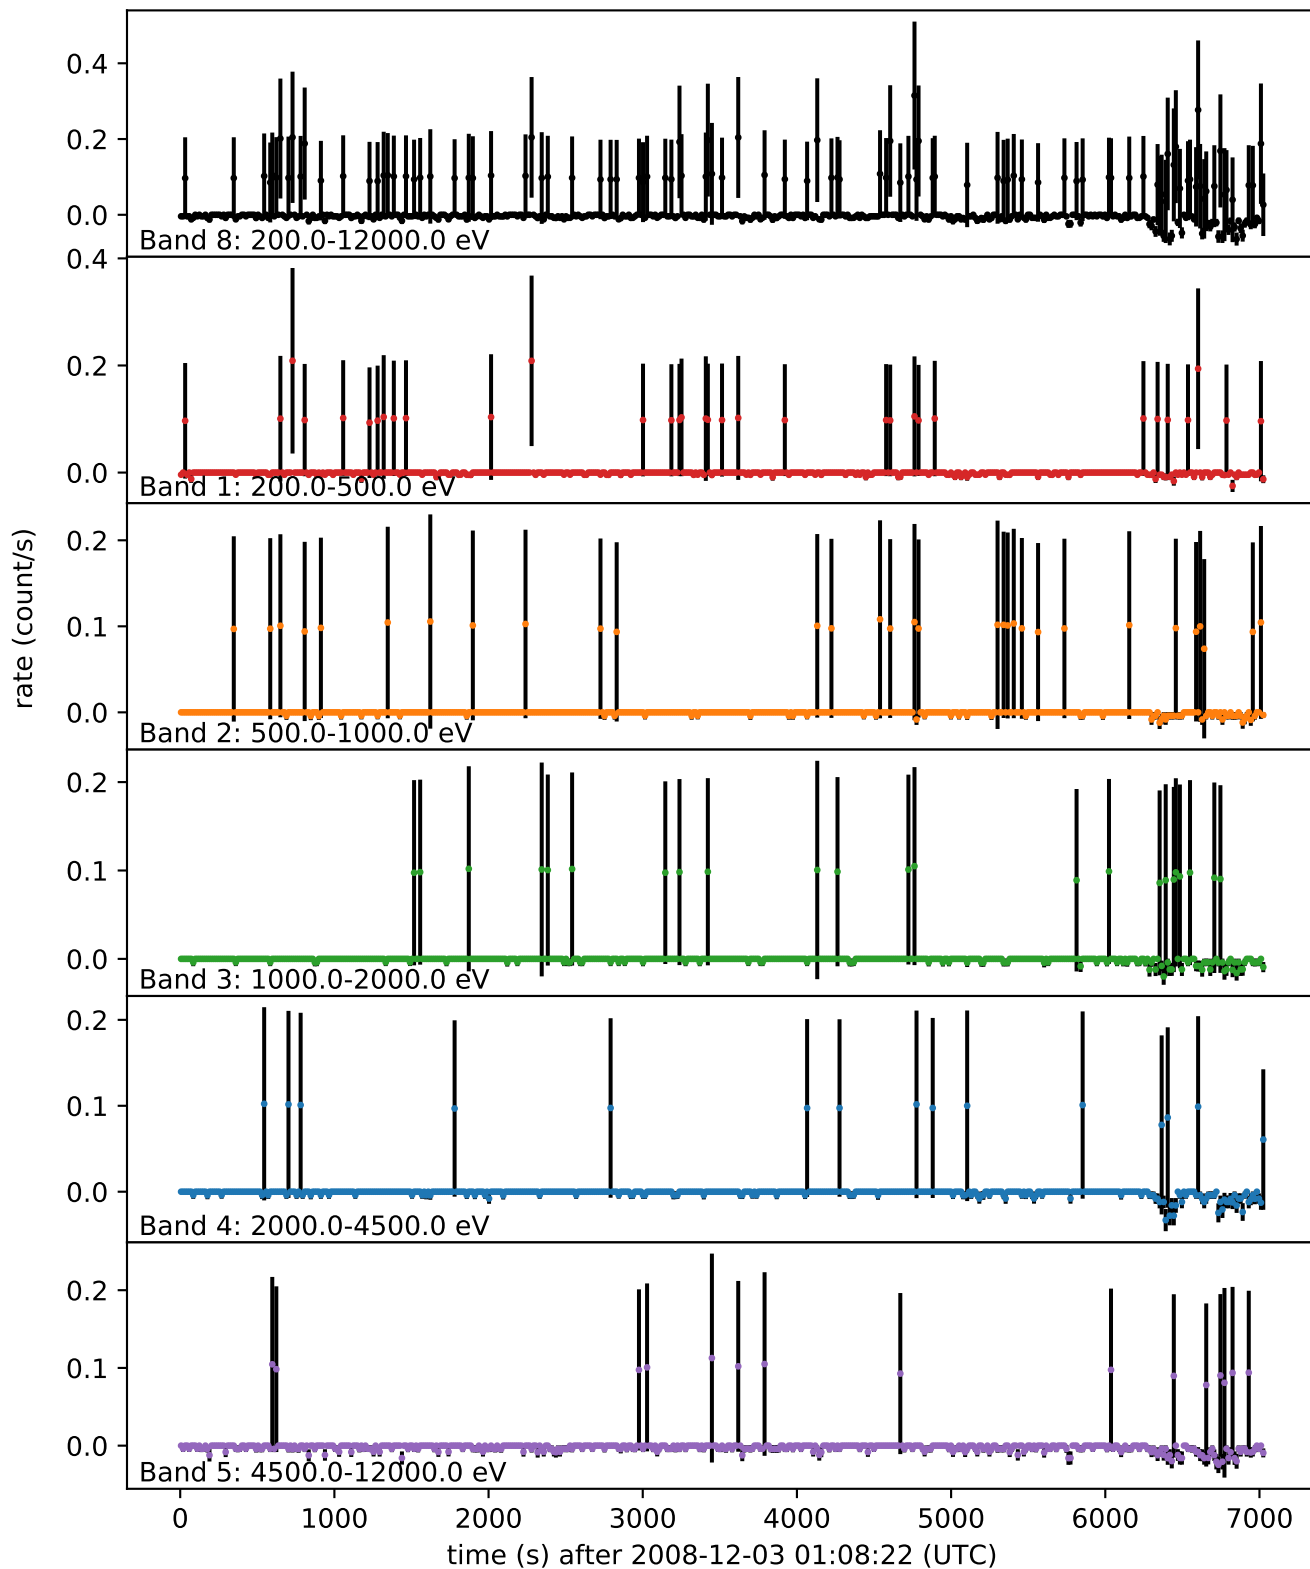 0.4
0.2
0.0
Band 8: 200.0-12000.0 eV
0.4
0.2
0.0
Band 1: 200.0-500.0 eV
0.2
0.1
0.0
Band 2: 500.0-1000.0 eV
rate (count/s)
0.2
0.1
0.0
Band 3: 1000.0-2000.0 eV
0.2
0.1
0.0
Band 4: 2000.0-4500.0 eV
0.2
0.1
0.0
Band 5: 4500.0-12000.0 eV
0 1000 2000 3000 4000 5000 6000 7000
time (s) after 2008-12-03 01:08:22 (UTC)